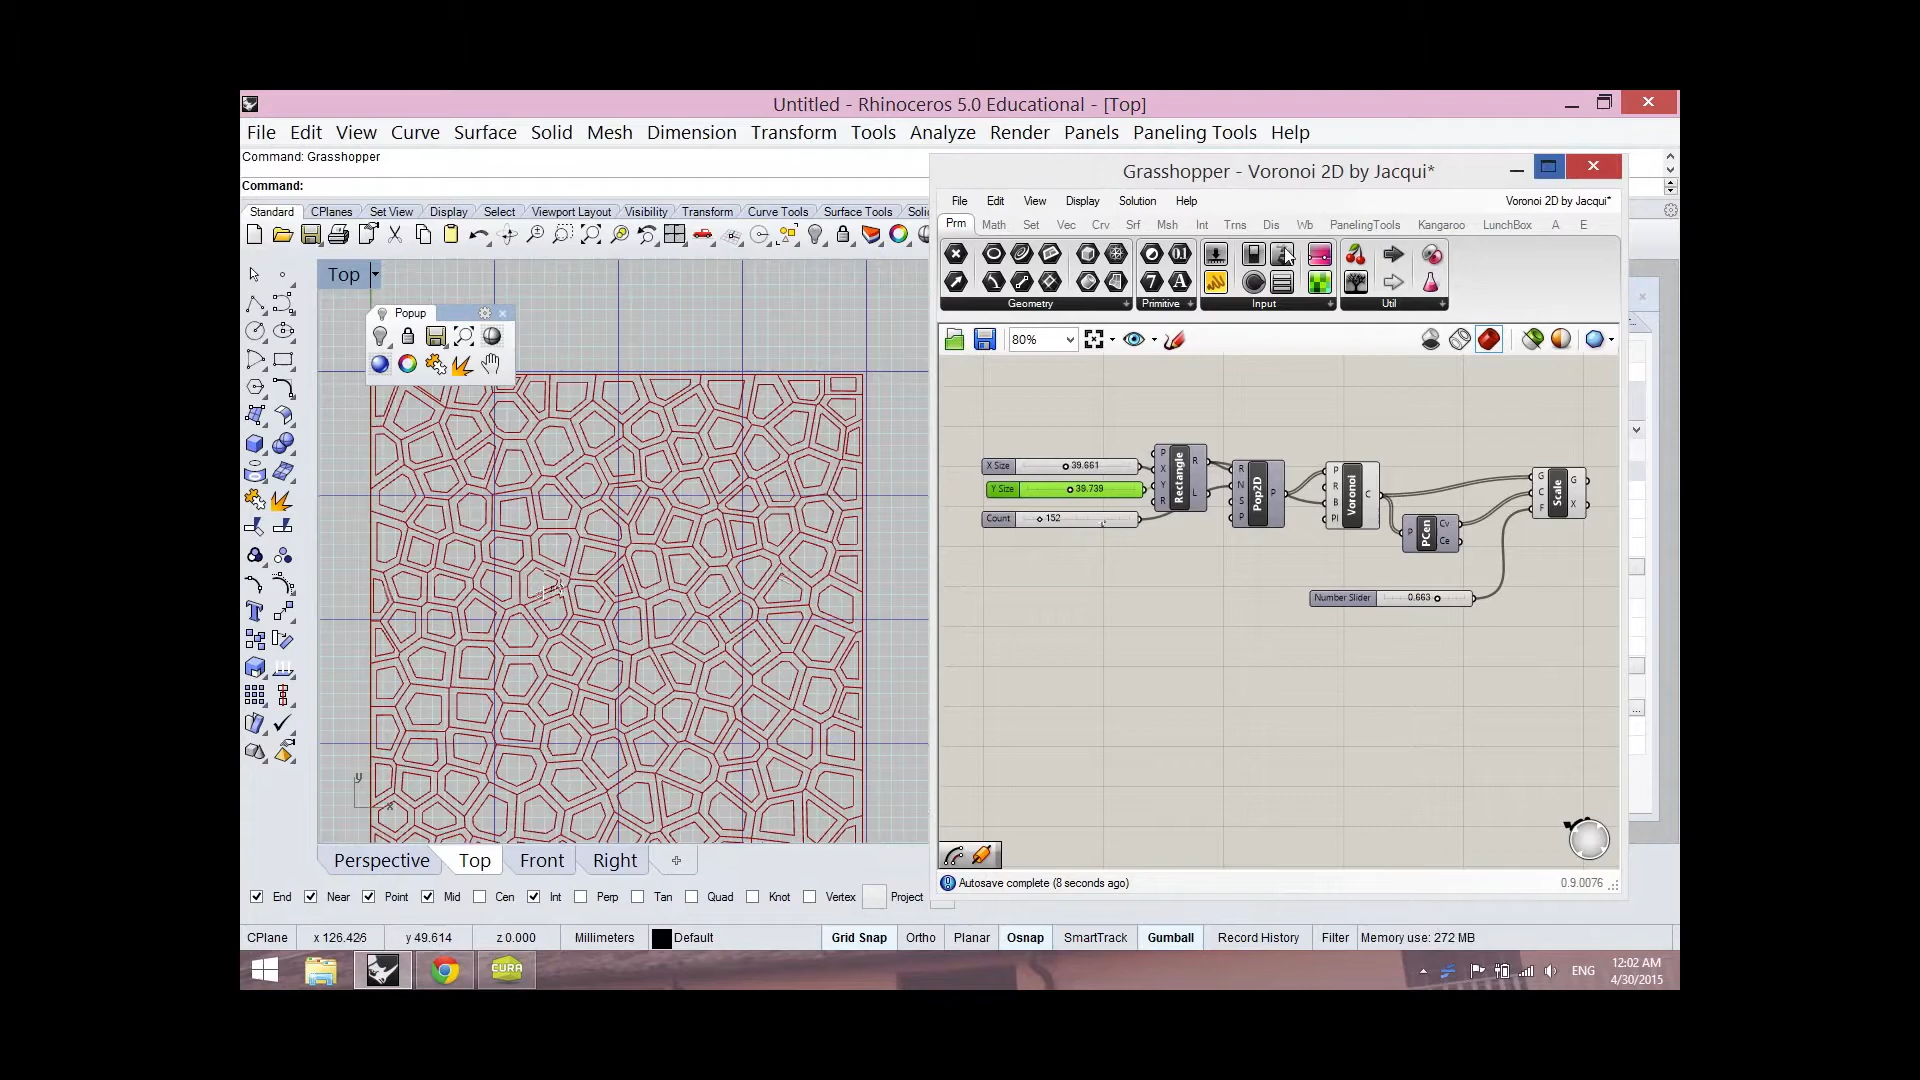 Untitled - Rhinoceros 5.0 Educational - [Top]
File Edit View Curve Surface Solid Mesh Dimension Transform Tools Analyze Render Panels Paneling Tools Help
Command: Grasshopper
Command:
Standard CPlanes Set View Display Select Viewport Layout Visibility Transform Curve Tools Surface Tools
Top
Popup
Grasshopper - Voronoi 2D by Jacqui*
File Edit View Display Solution Help
Voronoi 2D by Jacqui*
Prm Math Set Vec Crv Srf Msh Int Trns Dis Wb PanelingTools Kangaroo LunchBox A E
Geometry Primitive Input Util
80%
X Size 39.661
Y Size 39.739
Count 152
P X Y R Rectangle R L
R N S P Pop2D P
P R B Pl Voronoi C
P PCen Cv Ce
G C F Scale G X
Number Slider 0.663
Autosave complete (8 seconds ago)
0.9.0076
y
x
Perspective Top Front Right
End Near Point Mid Cen Int Perp Tan Quad Knot Vertex Project
CPlane x 126.426 y 49.614 z 0.000 Millimeters Default Grid Snap Ortho Planar Osnap SmartTrack Gumball Record History Filter Memory use: 272 MB
CURA
ENG
12:02 AM
4/30/2015